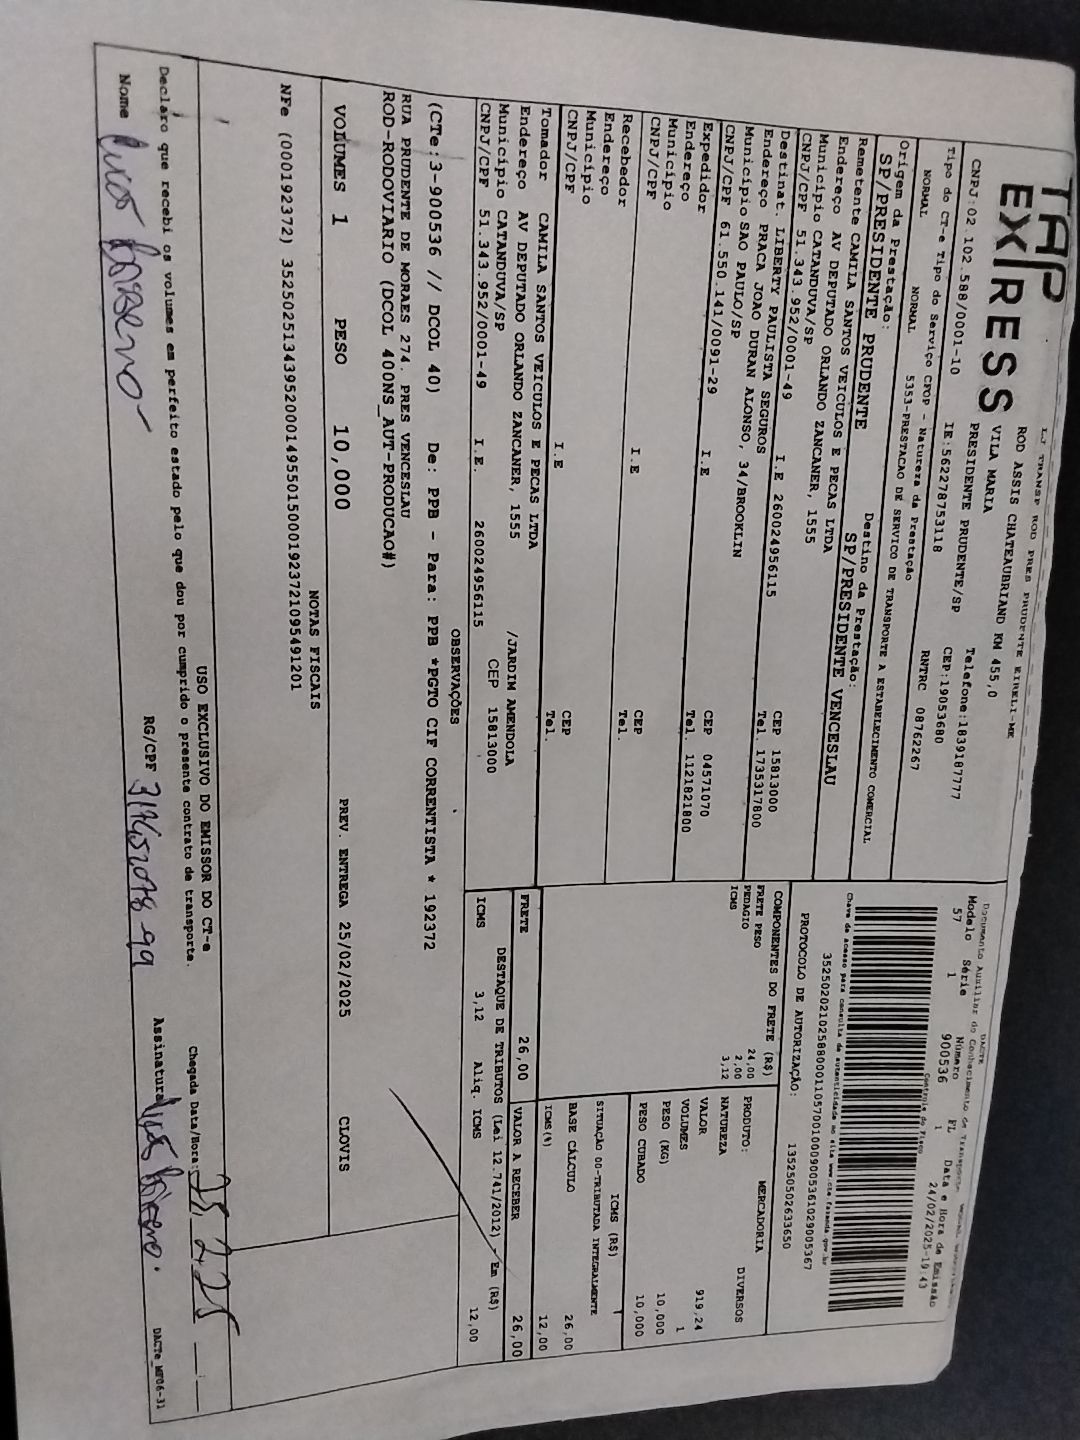 TAP
EXPRESS
LJ TRANSP ROD PRES PRUDENTE EIRELI-ME
ROD ASSIS CHATEAUBRIAND KM 455,0
VILA MARIA
PRESIDENTE PRUDENTE/SP
Telefone:1839187777
CNPJ:02.102.588/0001-10 IE:562278753118 CEP:19053680
Tipo do CT-e Tipo do Serviço CFOP - Natureza da Prestação RNTRC 08762267
NORMAL NORMAL 5353-PRESTACAO DE SERVICO DE TRANSPORTE A ESTABELECIMENTO COMERCIAL
Origem da Prestação: Destino da Prestação:
SP/PRESIDENTE PRUDENTE SP/PRESIDENTE VENCESLAU
DACTE
Documento Auxiliar do Conhecimento de Transporte
Modelo Série Número FL Data e Hora de Emissão
57 1 900536 1 24/02/2025-19:43
Controle do Fisco
Chave de acesso para consulta de autenticidade no site www.cte.fazenda.gov.br
35250202102588000110570010009005361029005367
PROTOCOLO DE AUTORIZAÇÃO: 135250502633650
Remetente CAMILA SANTOS VEICULOS E PECAS LTDA
Endereço AV DEPUTADO ORLANDO ZANCANER, 1555
Município CATANDUVA/SP CEP 15813000
CNPJ/CPF 51.343.952/0001-49 I.E 260024956115 Tel. 1735317800
Destinat. LIBERTY PAULISTA SEGUROS
Endereço PRACA JOAO DURAN ALONSO, 34/BROOKLIN
Município SAO PAULO/SP CEP 04571070
CNPJ/CPF 61.550.141/0091-29 I.E Tel. 1121821800
Expedidor
Endereço
Município CEP
CNPJ/CPF I.E Tel.
Recebedor
Endereço
Município CEP
CNPJ/CPF I.E Tel.
Tomador CAMILA SANTOS VEICULOS E PECAS LTDA
Endereço AV DEPUTADO ORLANDO ZANCANER, 1555 /JARDIM AMENDOLA
Município CATANDUVA/SP CEP 15813000
CNPJ/CPF 51.343.952/0001-49 I.E. 260024956115
COMPONENTES DO FRETE (R$)
FRETE PESO 24,00
PEDAGIO 2,00
ICMS 3,12
PRODUTO: MERCADORIA
NATUREZA DIVERSOS
VALOR 919,24
VOLUMES 1
PESO (KG) 10,000
PESO CUBADO 10,000
ICMS (R$)
SITUAÇÃO 00-TRIBUTADA INTEGRALMENTE
BASE CÁLCULO 26,00
ICMS(%) 12,00
FRETE 26,00 VALOR A RECEBER 26,00
DESTAQUE DE TRIBUTOS (Lei 12.741/2012) - Em (R$)
ICMS 3,12 Aliq. ICMS 12,00
OBSERVAÇÕES
(CTe:3-900536 // DCOL 40) De: PPB - Para: PPB *PGTO CIF CORRENTISTA * 192372
RUA PRUDENTE DE MORAES 274. PRES VENCESLAU
ROD-RODOVIARIO (DCOL 400NS_AUT-PRODUCAO#)
VOLUMES 1 PESO 10,000 PREV. ENTREGA 25/02/2025 CLOVIS
NOTAS FISCAIS
NFe (000192372) 35250251343952000149550150001923721095491201
USO EXCLUSIVO DO EMISSOR DO CT-e
Declaro que recebi os volumes em perfeito estado pelo que dou por cumprido o presente contrato de transporte. Chegada Data/Hora: 25, 2, 25
Nome RG/CPF Assinatura
DACTe_MF06-31